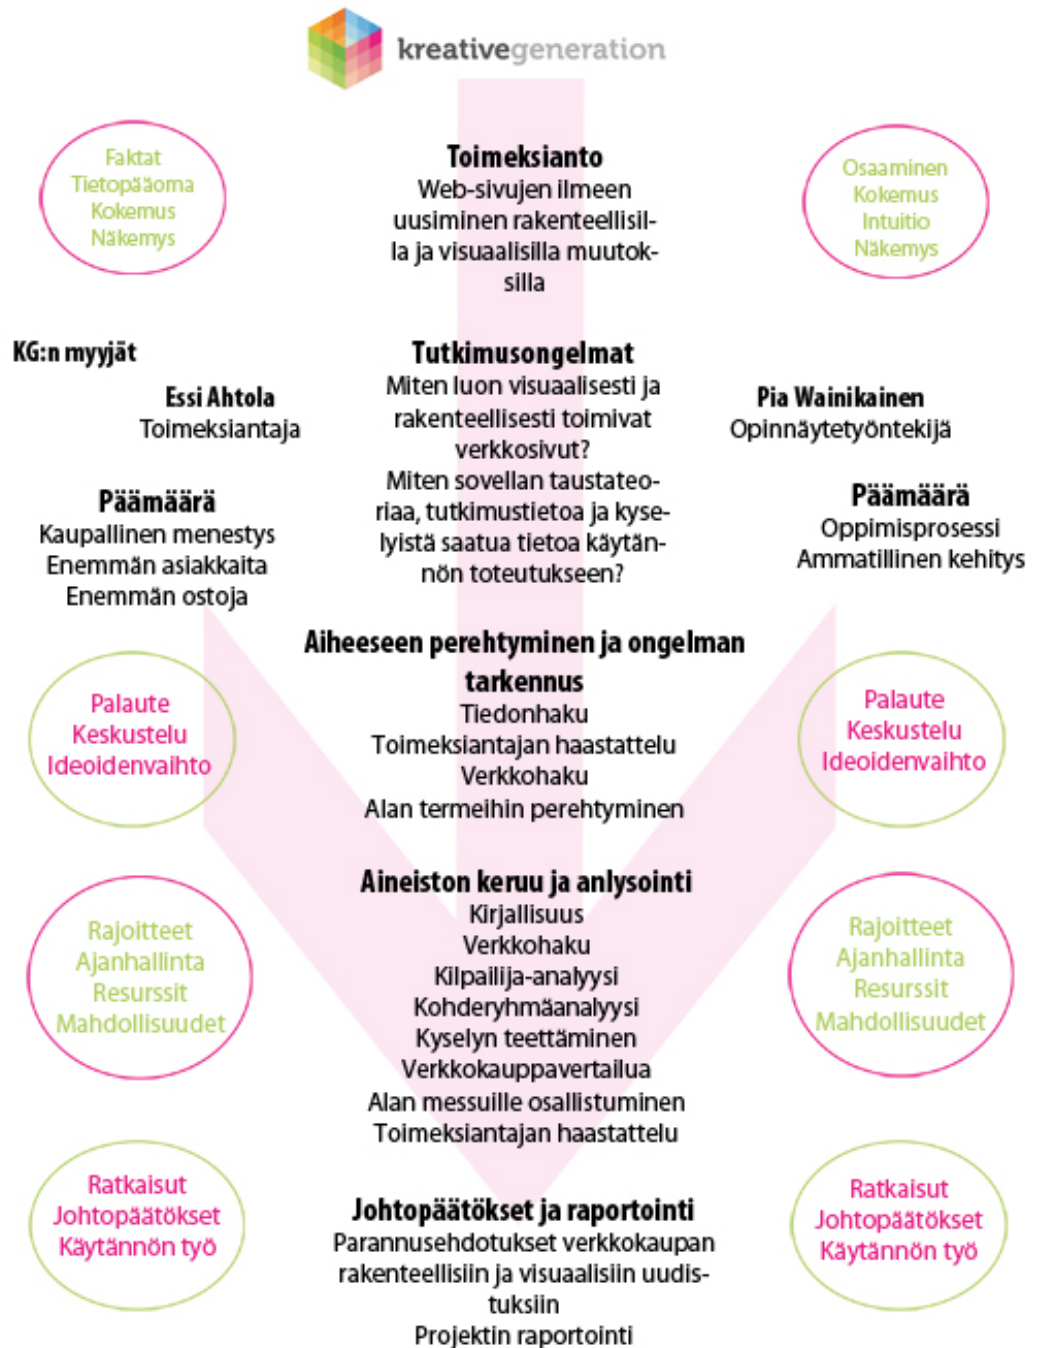 kreativegeneration
Faktat
Tietopääoma
Kokemus
Näkemys
Toimeksianto
Web-sivujen ilmeen
uusiminen rakenteellisil-
la ja visuaalisilla muutok-
silla
Osaaminen
Kokemus
Intuitio
Näkemys
KG:n myyjät
Essi Ahtola
Toimeksiantaja
Päämäärä
Kaupallinen menestys
Enemmän asiakkaita
Enemmän ostoja
Tutkimusongelmat
Miten luon visuaalisesti ja
rakenteellisesti toimivat
verkkosivut?
Miten sovellan taustateo-
riaa, tutkimustietoa ja kyse-
lyistä saatua tietoa käytän-
nön toteutukseen?
Pia Wainikainen
Opinnäytetyöntekijä
Päämäärä
Oppimisprosessi
Ammatillinen kehitys
Palaute
Keskustelu
Ideoidenvaihto
Aiheeseen perehtyminen ja ongelman
tarkennus
Tiedonhaku
Toimeksiantajan haastattelu
Verkkohaku
Alan termeihin perehtyminen
Palaute
Keskustelu
Ideoidenvaihto
Rajoitteet
Ajanhallinta
Resurssit
Mahdollisuudet
Aineiston keruu ja anlysointi
Kirjallisuus
Verkkohaku
Kilpailija-analyysi
Kohderyhmäanalyysi
Kyselyn teettäminen
Verkkokauppavertailua
Alan messuille osallistuminen
Toimeksiantajan haastattelu
Rajoitteet
Ajanhallinta
Resurssit
Mahdollisuudet
Ratkaisut
Johtopäätökset
Käytännön työ
Johtopäätökset ja raportointi
Parannusehdotukset verkkokaupan
rakenteellisiin ja visuaalisiin uudis-
tuksiin
Projektin raportointi
Ratkaisut
Johtopäätökset
Käytännön työ